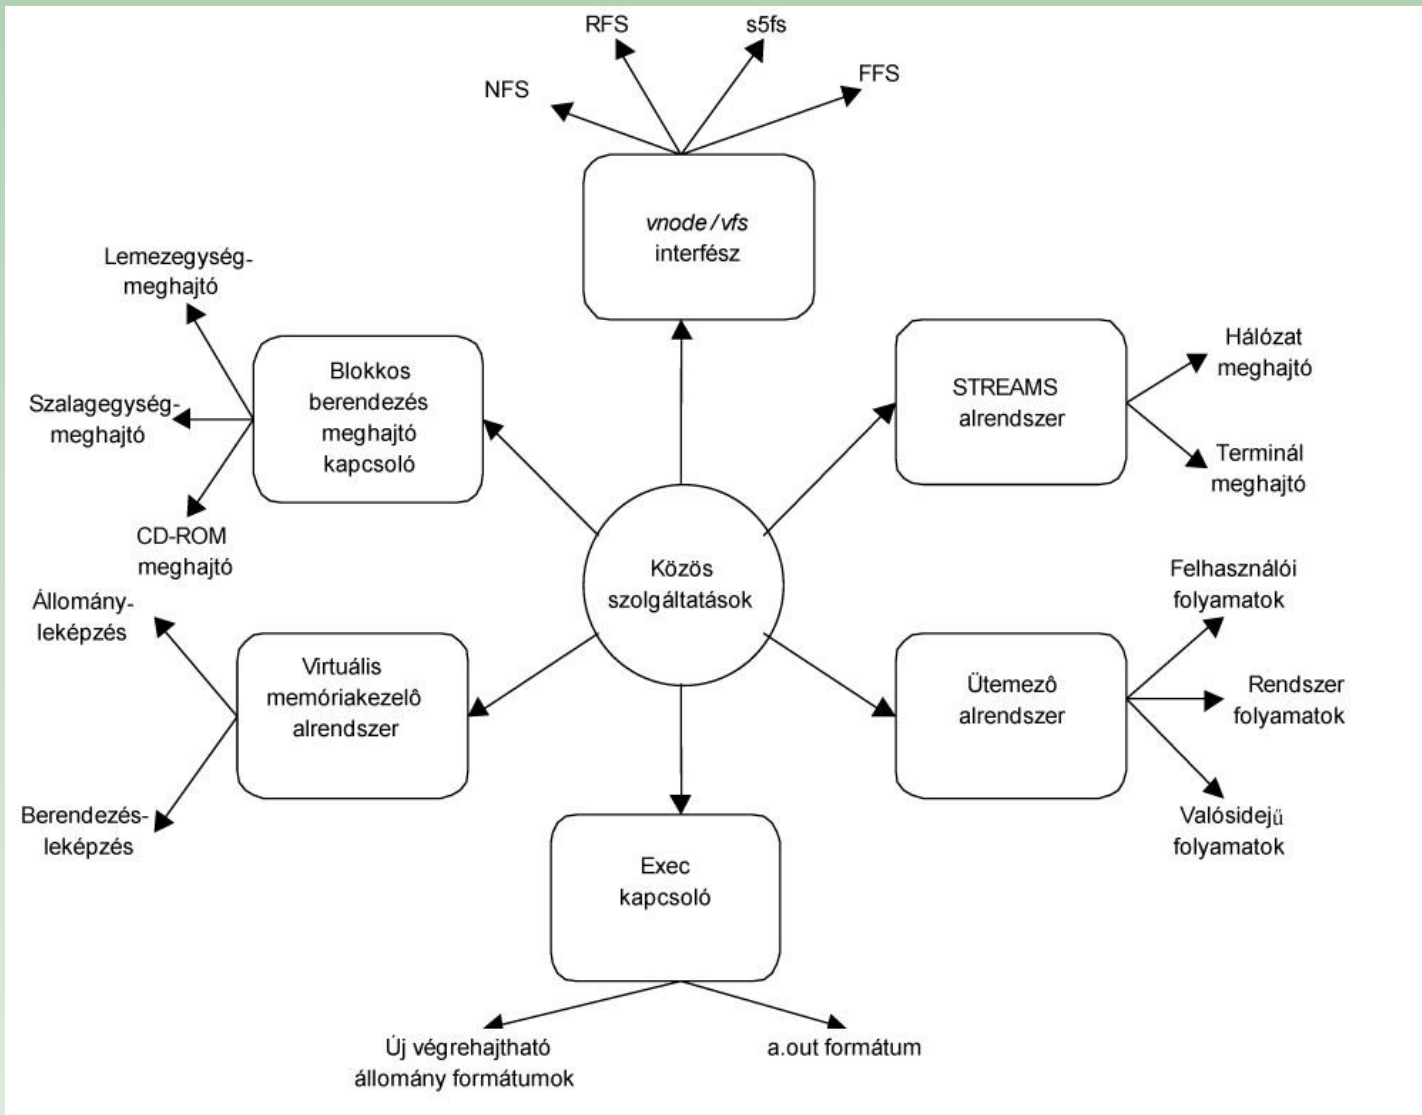 RFS
s5fs
NFS
FFS
vnode/vfs
interfész
Lemezegység-
meghajtó
Szalagegység-
meghajtó
CD-ROM
meghajtó
Blokkos
berendezés
meghajtó
kapcsoló
STREAMS
alrendszer
Hálózat
meghajtó
Terminál
meghajtó
Közös
szolgáltatások
Állomány-
leképzés
Berendezés-
leképzés
Virtuális
memóriakezelô
alrendszer
Ütemezô
alrendszer
Felhasználói
folyamatok
Rendszer
folyamatok
Valósidejű
folyamatok
Exec
kapcsoló
Új végrehajtható
állomány formátumok
a.out formátum